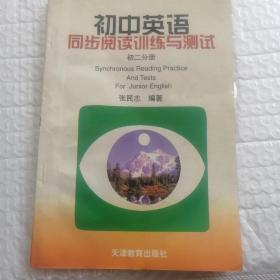 初中英语
同步阅读训练与测试
初二分册
Synchronous Reading Practice
And Tests
For Junior English
张民忠 编著
天津教育出版社